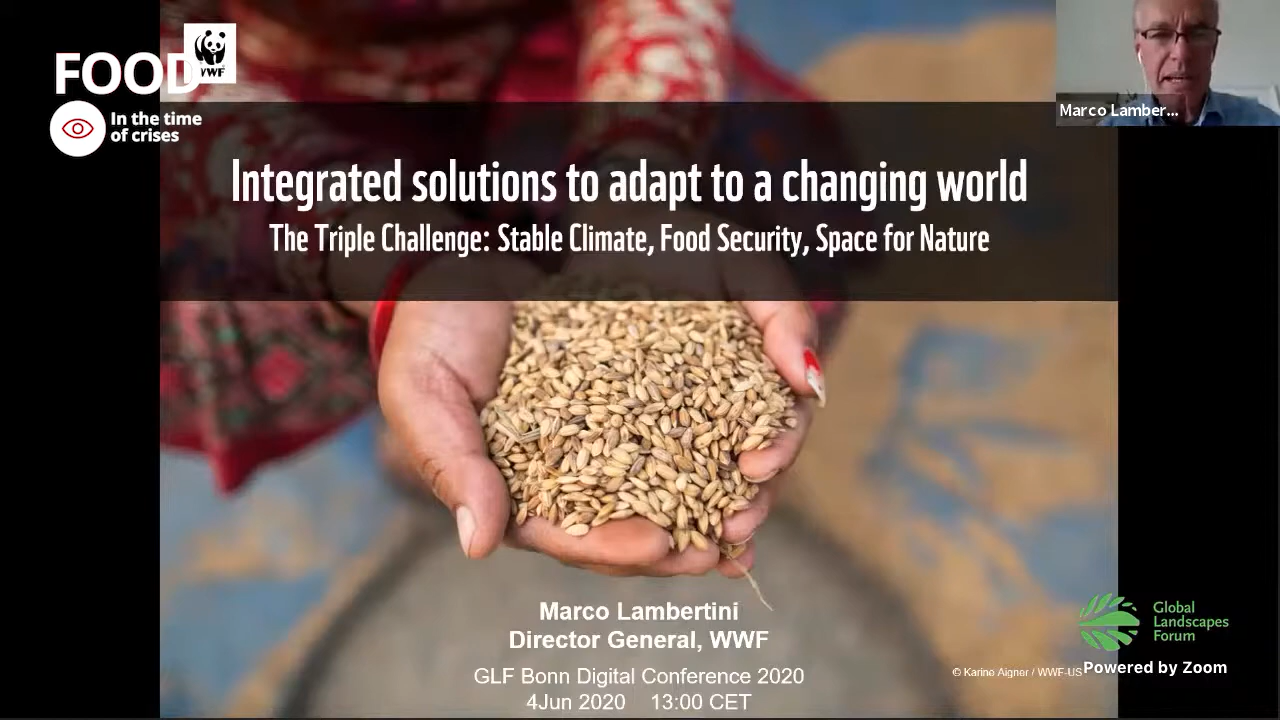 FOOD
WWF
In the time
of crises
Marco Lamber...
Integrated solutions to adapt to a changing world
The Triple Challenge: Stable Climate, Food Security, Space for Nature
Marco Lambertini
Director General, WWF
GLF Bonn Digital Conference 2020
4Jun 2020 13:00 CET
Global
Landscapes
Forum
© Karine Aigner / WWF-US
Powered by Zoom